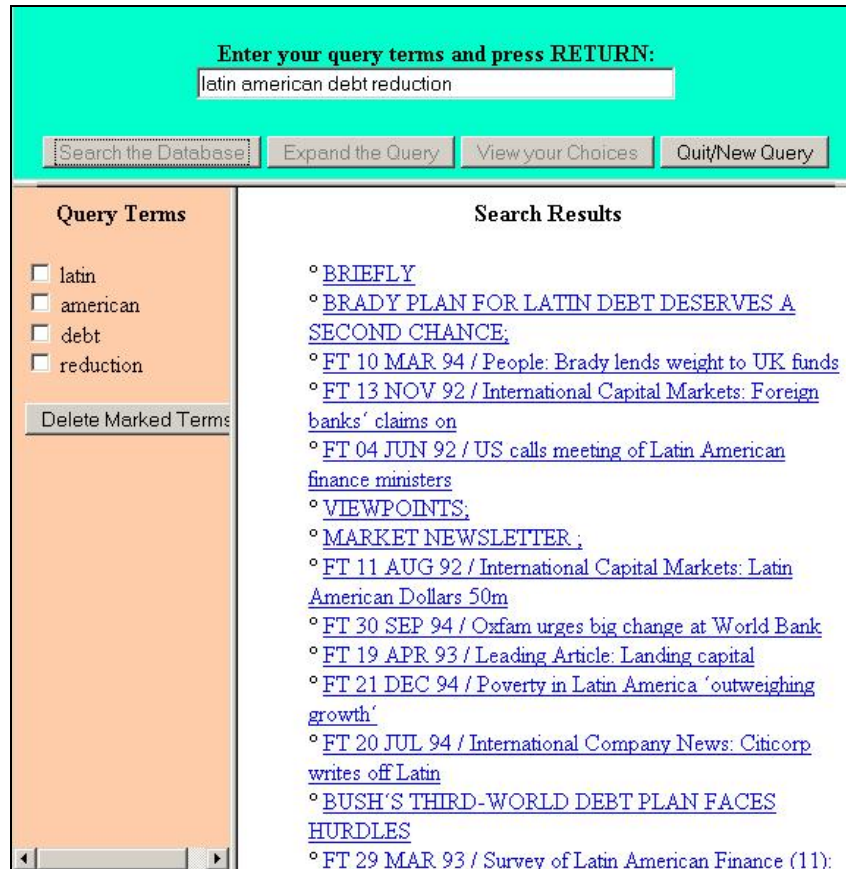 Enter your query terms and press RETURN:
latin american debt reduction
Search the Database Expand the Query View your Choices Quit/New Query
Query Terms
latin
american
debt
reduction
Delete Marked Terms
Search Results
° BRIEFLY
° BRADY PLAN FOR LATIN DEBT DESERVES A
SECOND CHANCE;
° FT 10 MAR 94 / People: Brady lends weight to UK funds
° FT 13 NOV 92 / International Capital Markets: Foreign
banks´ claims on
° FT 04 JUN 92 / US calls meeting of Latin American
finance ministers
° VIEWPOINTS;
° MARKET NEWSLETTER ;
° FT 11 AUG 92 / International Capital Markets: Latin
American Dollars 50m
° FT 30 SEP 94 / Oxfam urges big change at World Bank
° FT 19 APR 93 / Leading Article: Landing capital
° FT 21 DEC 94 / Poverty in Latin America ´outweighing
growth´
° FT 20 JUL 94 / International Company News: Citicorp
writes off Latin
° BUSH´S THIRD-WORLD DEBT PLAN FACES
HURDLES
° FT 29 MAR 93 / Survey of Latin American Finance (11):